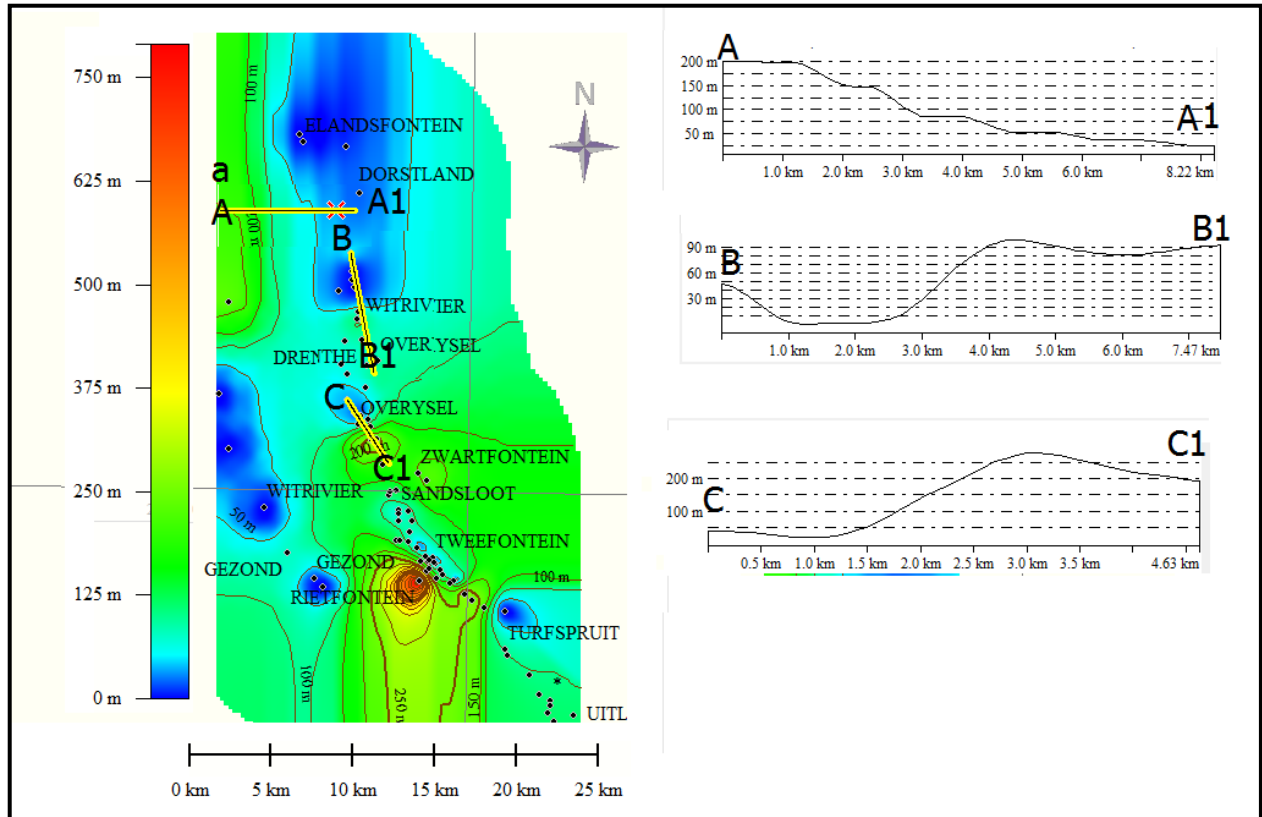 750 m
625 m
500 m
375 m
250 m
125 m
0 m
100 m
ELANDSFONTEIN
DORSTLAND
a
A
A1
B
WITRIVIER
OVERYSEL
DRENTHE
B1
C
OVERYSEL
200 m
C1
ZWARTFONTEIN
WITRIVIER
SANDSLOOT
50 m
TWEEFONTEIN
GEZOND
GEZOND
100 m
RIETFONTEIN
TURFSPRUIT
100 m
250 m
150 m
UITL
N
0 km 5 km 10 km 15 km 20 km 25 km
A
200 m
150 m
100 m
50 m
A1
1.0 km 2.0 km 3.0 km 4.0 km 5.0 km 6.0 km 8.22 km
B1
90 m
B
60 m
30 m
1.0 km 2.0 km 3.0 km 4.0 km 5.0 km 6.0 km 7.47 km
C1
200 m
C
100 m
0.5 km 1.0 km 1.5 km 2.0 km 2.5 km 3.0 km 3.5 km 4.63 km